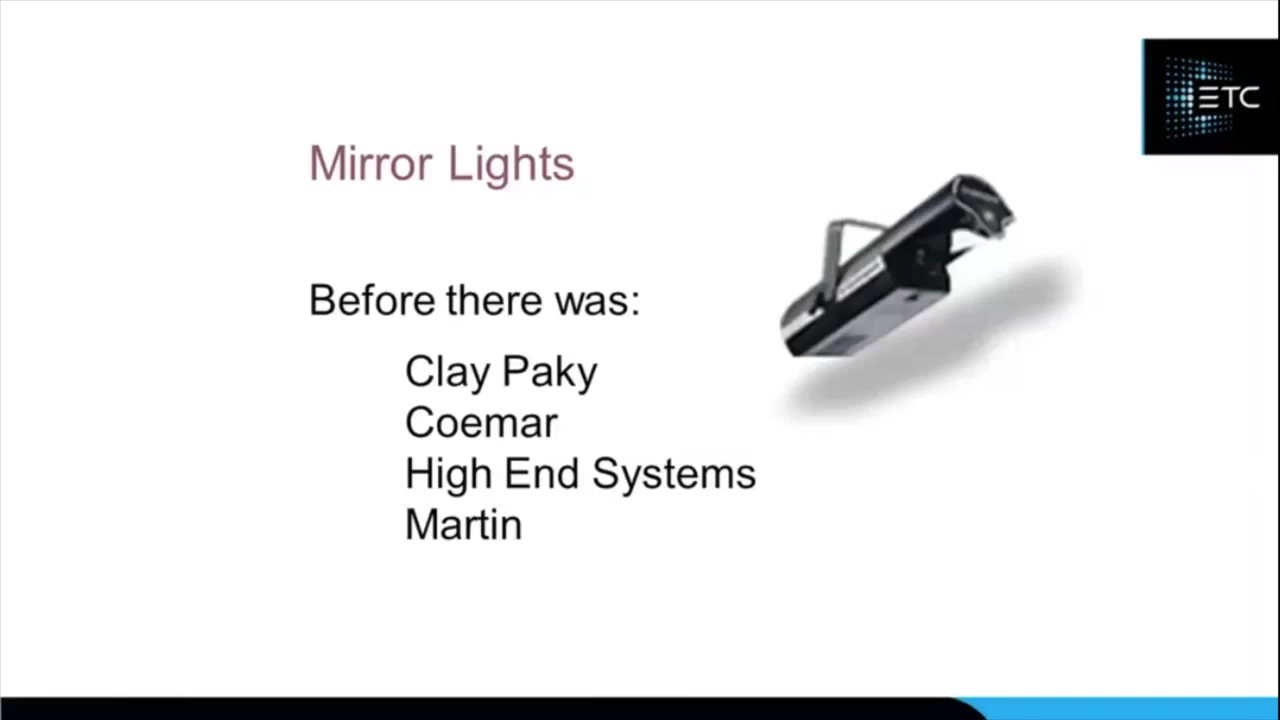 ETC
Mirror Lights
Before there was:
Clay Paky
Coemar
High End Systems
Martin